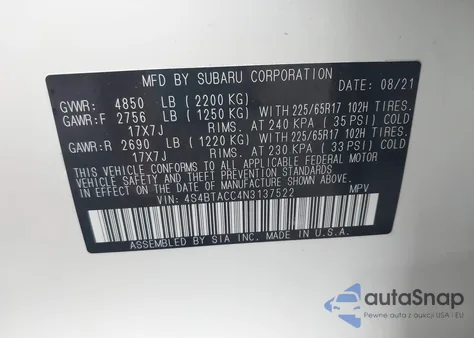 MFD BY SUBARU CORPORATION
DATE: 08/21
GVWR: 4850 LB (2200 KG)
GAWR:F 2756 LB (1250 KG) WITH 225/65R17 102H TIRES.
17X7J RIMS. AT 240 KPA (35 PSI) COLD
GAWR:R 2690 LB (1220 KG) WITH 225/65R17 102H TIRES.
17X7J RIMS. AT 230 KPA (33 PSI) COLD
THIS VEHICLE CONFORMS TO ALL APPLICABLE FEDERAL MOTOR
VEHICLE SAFETY AND THEFT PREVENTION STANDARDS IN EFFECT
ON THE DATE OF MANUFACTURE SHOWN ABOVE.
VIN: 4S4BTACC4N3137522 MPV
ASSEMBLED BY SIA INC. MADE IN U.S.A.
autoSnap
Pewne auta z aukcji USA i EU